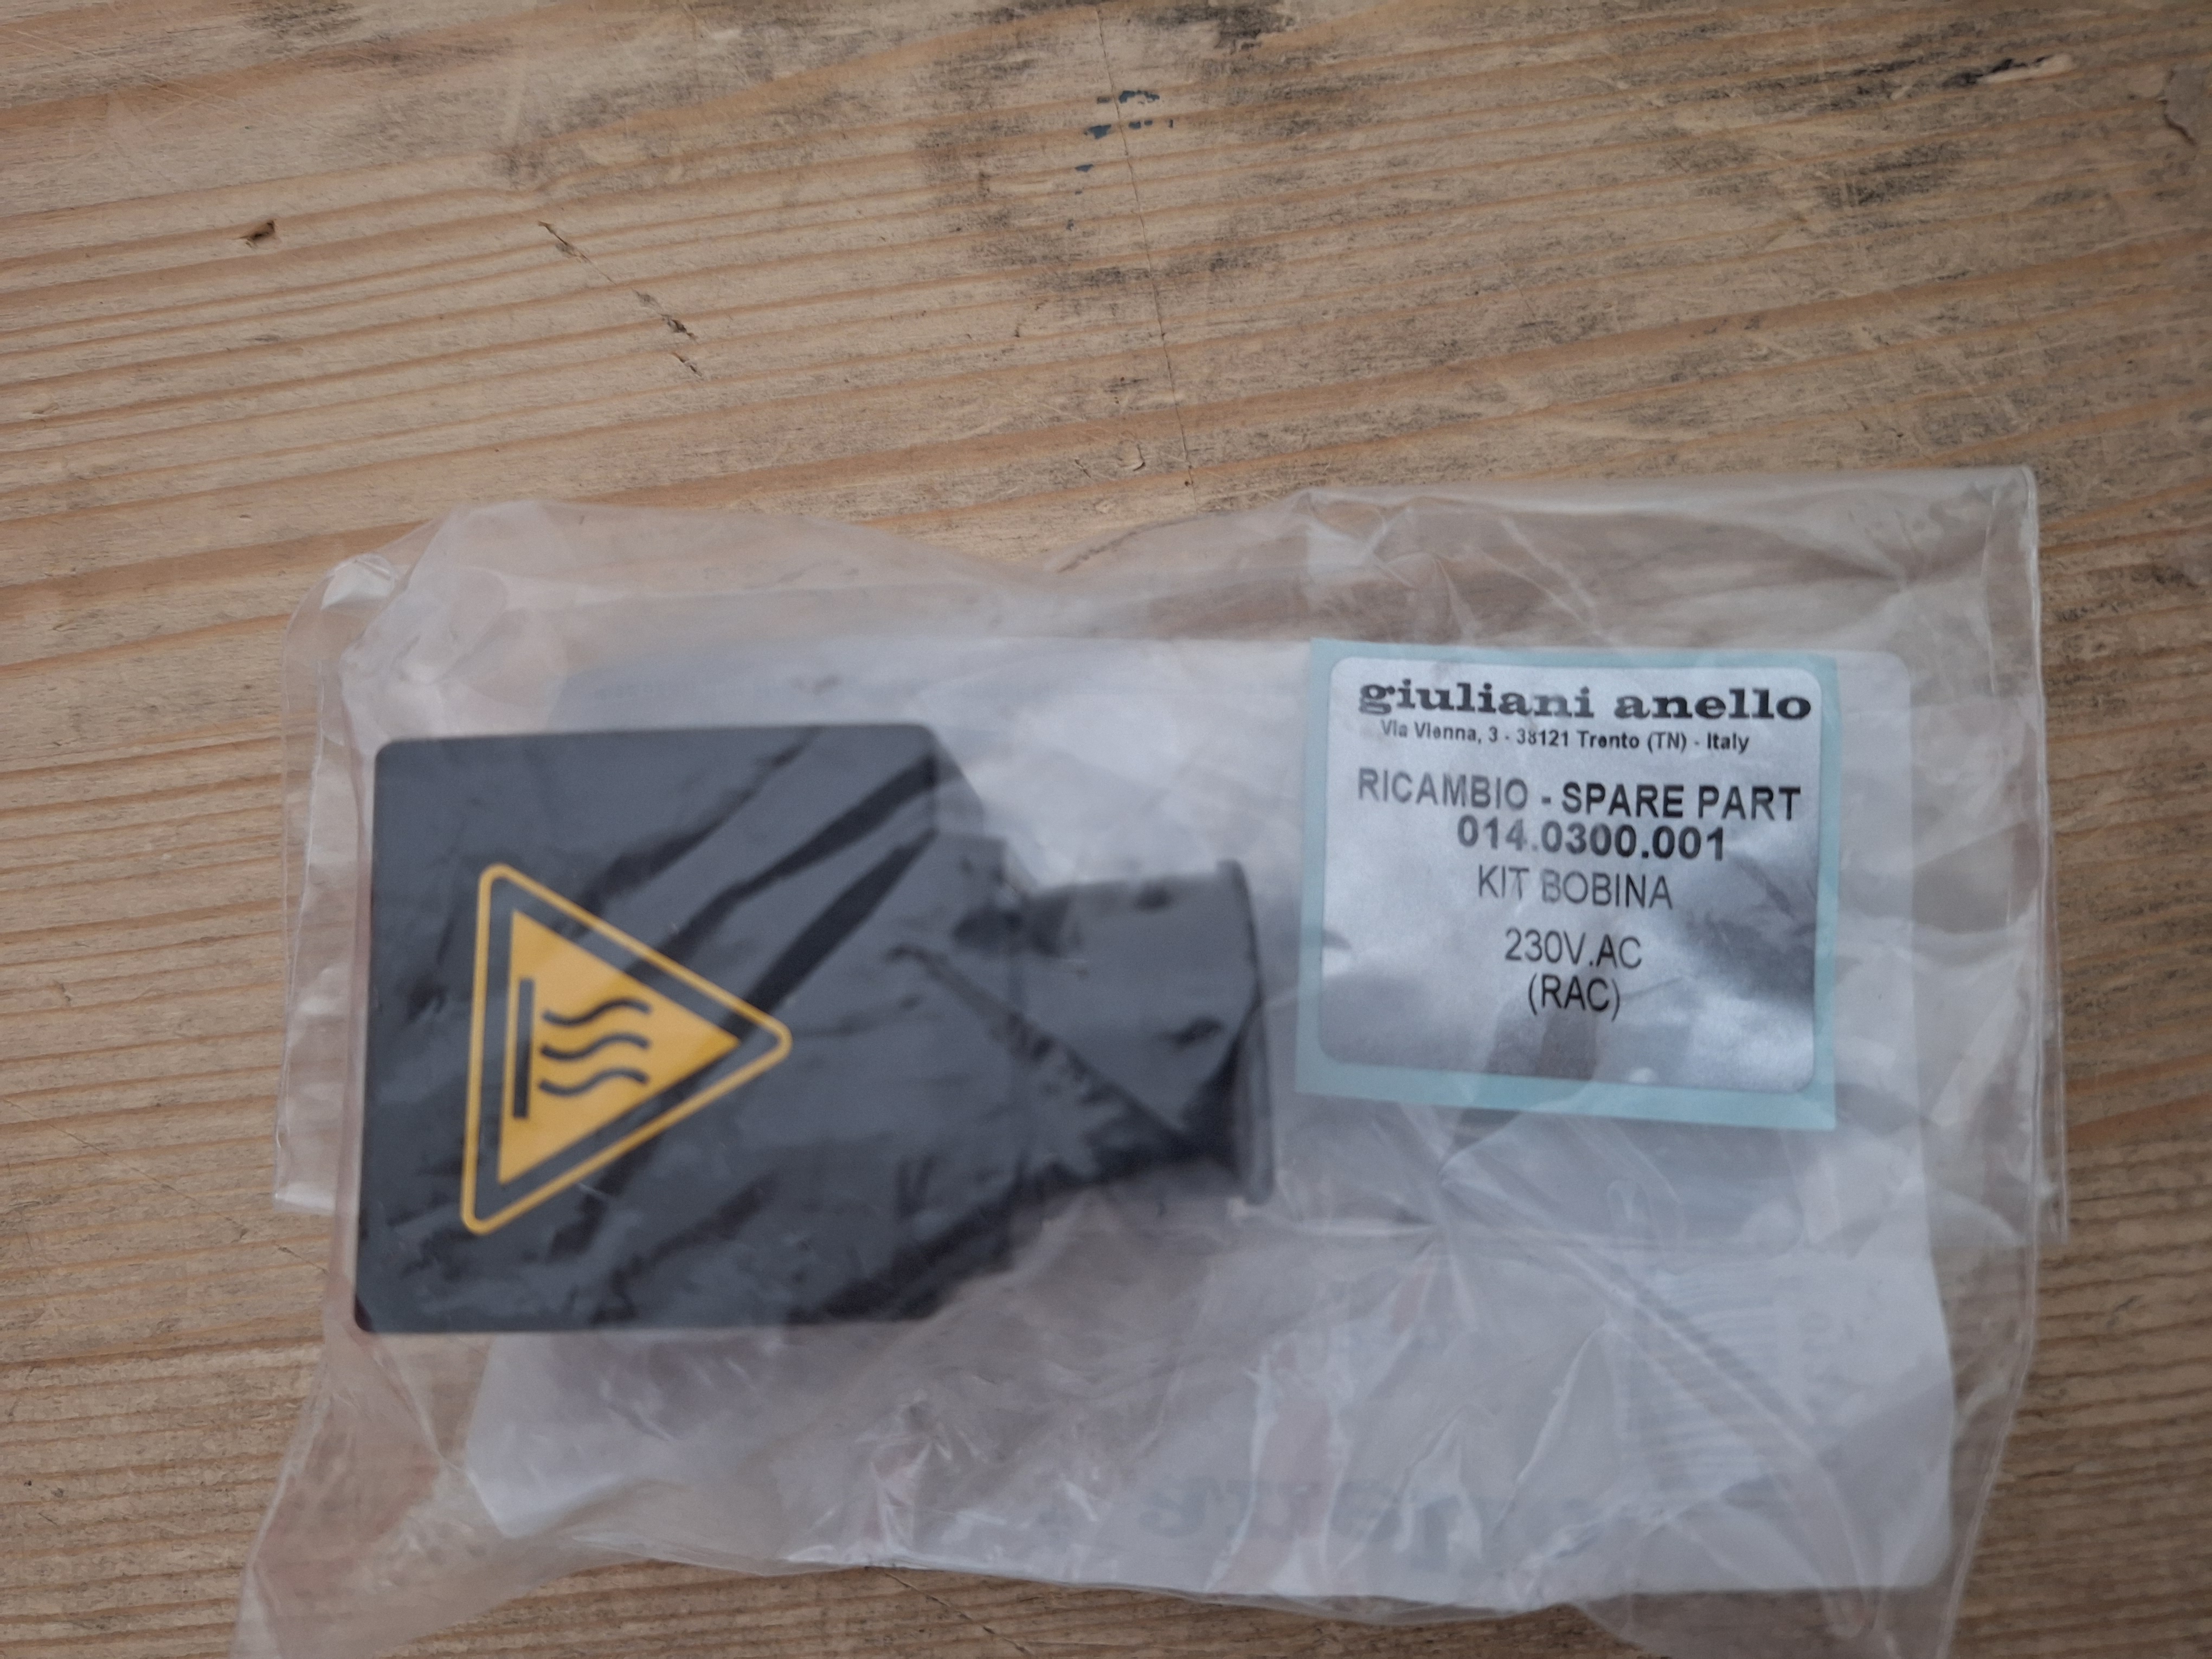 giuliani anello
Via Vienna, 3 - 38121 Trento (TN) - Italy
RICAMBIO - SPARE PART
014.0300.001
KIT BOBINA
230V.AC
(RAC)